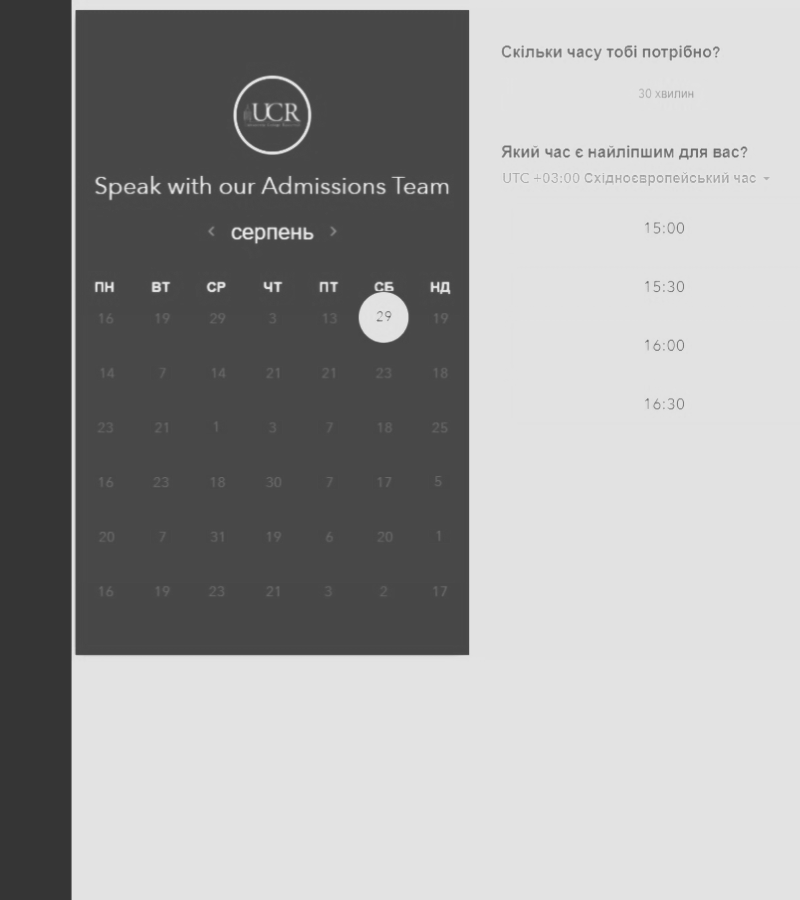 UCR
Speak with our Admissions Team
< серпень >
ПН ВТ СР ЧТ ПТ СБ НД
16 19 29 3 13 29 19
14 7 14 21 21 23 18
23 21 1 3 7 18 25
16 23 18 30 7 17 5
20 7 31 19 6 20 1
16 19 23 21 3 2 17
Скільки часу тобі потрібно?
30 хвилин
Який час є найліпшим для вас?
UTC +03:00 Східноєвропейський час
15:00
15:30
16:00
16:30